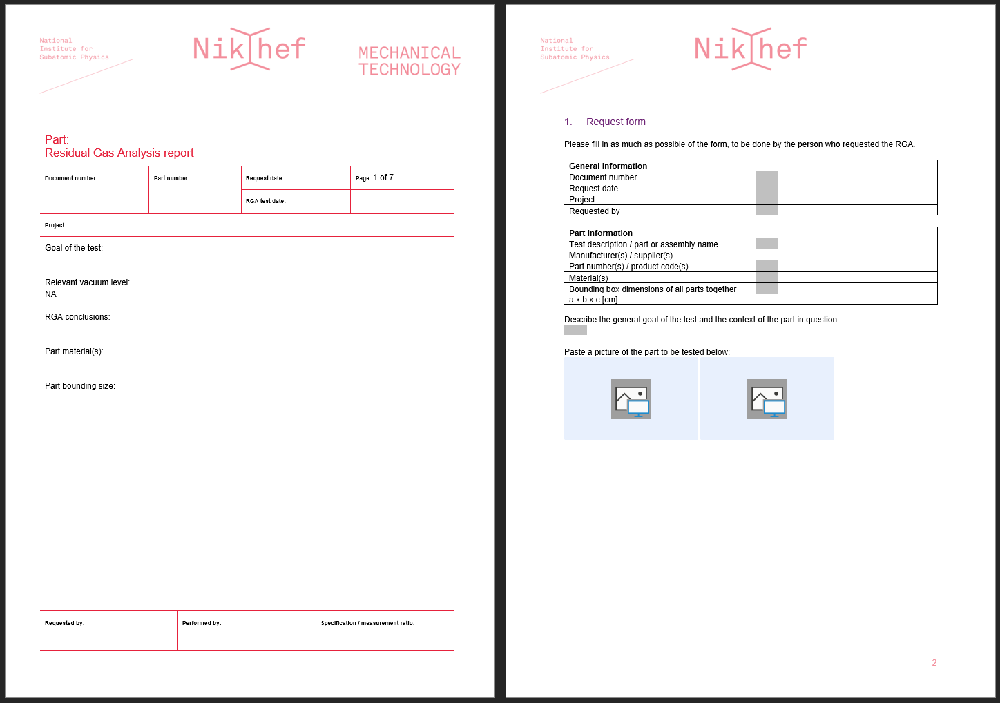 National
Institute for
Subatomic Physics
Nikhef
MECHANICAL
TECHNOLOGY
Part:
Residual Gas Analysis report
Document number:
Part number:
Request date:
Page: 1 of 7
RGA test date:
Project:
Goal of the test:
Relevant vacuum level:
NA
RGA conclusions:
Part material(s):
Part bounding size:
Requested by:
Performed by:
Specification / measurement ratio:
National
Institute for
Subatomic Physics
Nikhef
1. Request form
Please fill in as much as possible of the form, to be done by the person who requested the RGA.
General information
Document number
Request date
Project
Requested by
Part information
Test description / part or assembly name
Manufacturer(s) / supplier(s)
Part number(s) / product code(s)
Material(s)
Bounding box dimensions of all parts together
a x b x c [cm]
Describe the general goal of the test and the context of the part in question:
Paste a picture of the part to be tested below:
2